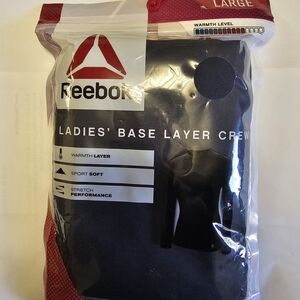 LARGE
WARMTH LEVEL
Reebok
LADIES' BASE LAYER CREW
WARMTH LAYER
SPORT SOFT
STRETCH
PERFORMANCE